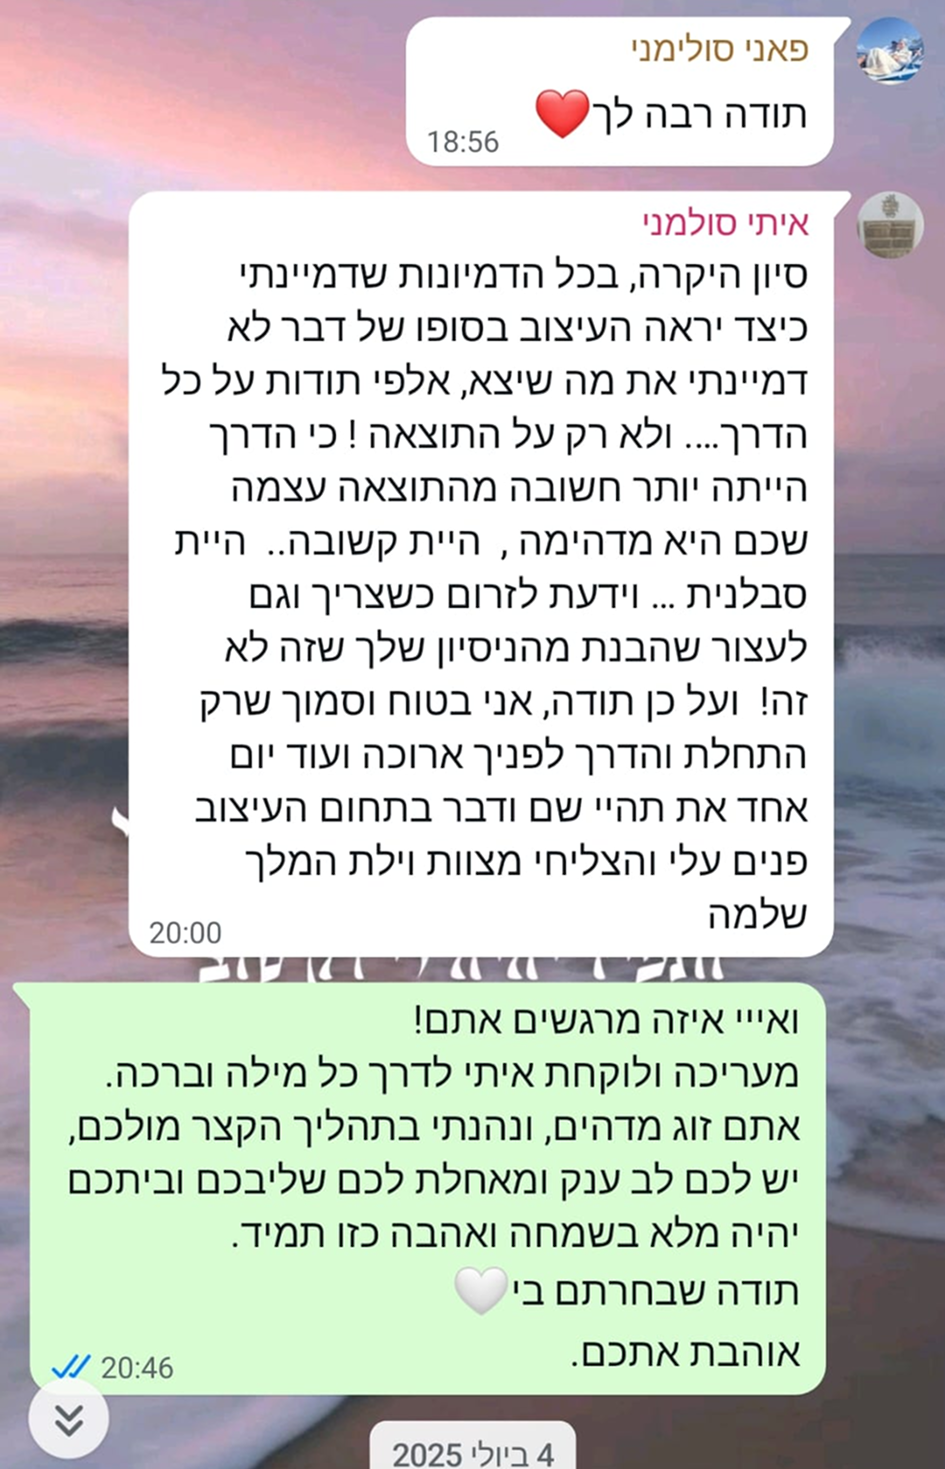 פאני סולימני
תודה רבה לך❤️
18:56
איתי סולמני
סיון היקרה, בכל הדמיונות שדמיינתי
כיצד יראה העיצוב בסופו של דבר לא
דמיינתי את מה שיצא, אלפי תודות על כל
הדרך.... ולא רק על התוצאה ! כי הדרך
הייתה יותר חשובה מהתוצאה עצמה
שכם היא מדהימה , היית קשובה.. היית
סבלנית ... וידעת לזרום כשצריך וגם
לעצור שהבנת מהניסיון שלך שזה לא
זה! ועל כן תודה, אני בטוח וסמוך שרק
התחלת והדרך לפניך ארוכה ועוד יום
אחד את תהיי שם ודבר בתחום העיצוב
פנים עלי והצליחי מצוות וילת המלך
שלמה
20:00
ואייי איזה מרגשים אתם!
מעריכה ולוקחת איתי לדרך כל מילה וברכה.
אתם זוג מדהים, ונהנתי בתהליך הקצר מולכם,
יש לכם לב ענק ומאחלת לכם שליבכם וביתכם
יהיה מלא בשמחה ואהבה כזו תמיד.
תודה שבחרתם בי🤍
אוהבת אתכם.
20:46
4 ביולי 2025